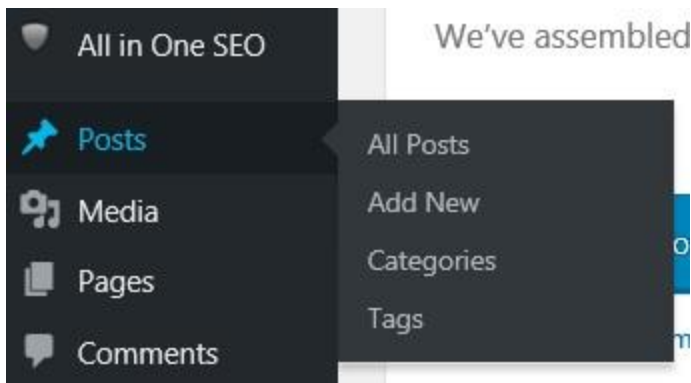 All in One SEO
We've assembled
Posts
All Posts
Add New
Categories
Tags
Media
Pages
Comments